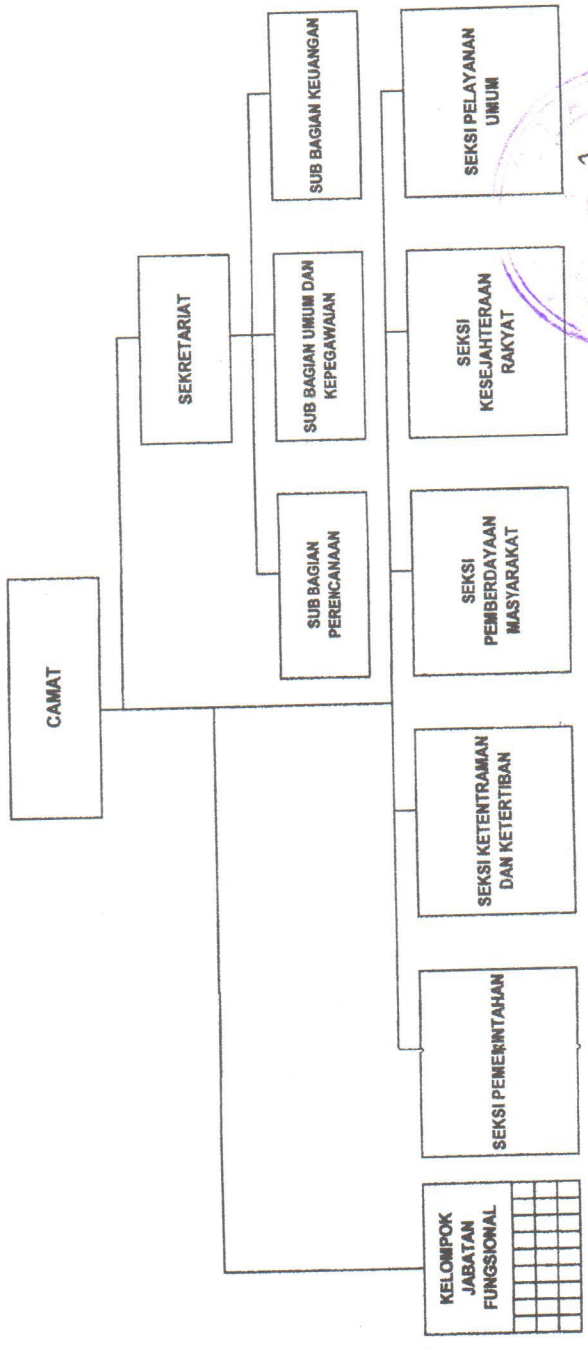 CAMAT
SEKRETARIAT
SUB BAGIAN
PERENCANAAN
SUB BAGIAN UMUM DAN
KEPEGAWAIAN
SUB BAGIAN KEUANGAN
KELOMPOK
JABATAN
FUNGSIONAL
SEKSI PEMERINTAHAN
SEKSI KETENTRAMAN
DAN KETERTIBAN
SEKSI
PEMBERDAYAAN
MASYARAKAT
SEKSI
KESEJAHTERAAN
RAKYAT
SEKSI PELAYANAN
UMUM